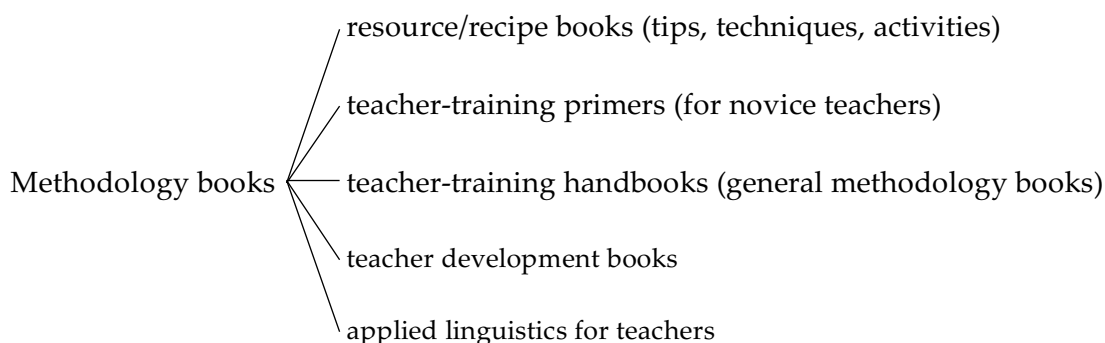 resource/recipe books (tips, techniques, activities)
teacher-training primers (for novice teachers)
Methodology books
teacher-training handbooks (general methodology books)
teacher development books
applied linguistics for teachers